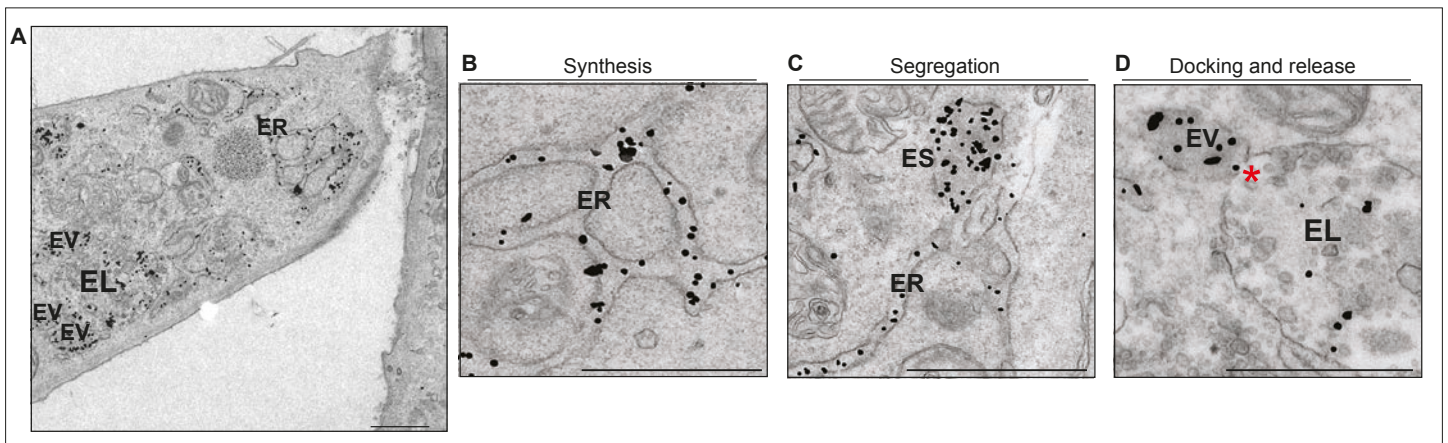 A
ER
EV
EL
EV
EV
B
Synthesis
ER
C
Segregation
ES
ER
D
Docking and release
EV
*
EL